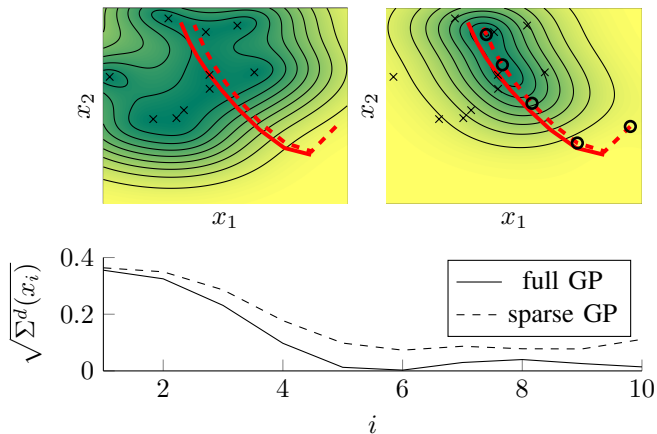 x₂
x₂
x₁
x₁
0.4
0.2
0
√Σᵈ(xᵢ)
full GP
sparse GP
2
4
6
8
10
i